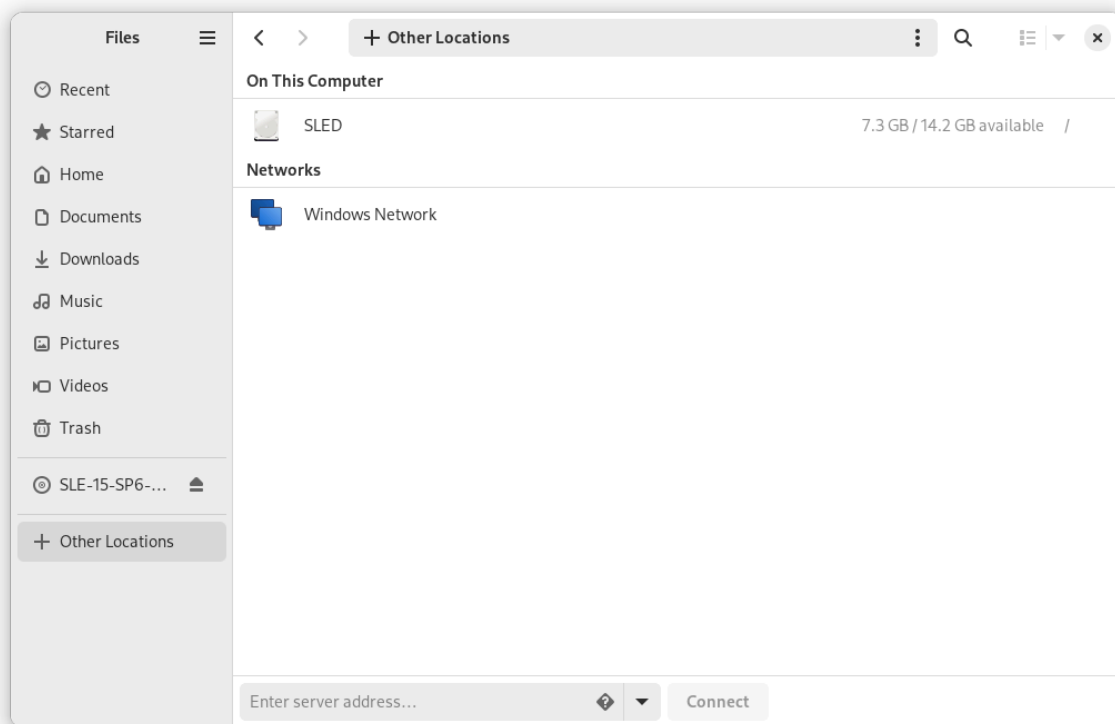 Files
Recent
Starred
Home
Documents
Downloads
Music
Pictures
Videos
Trash
SLE-15-SP6-...
Other Locations
Other Locations
On This Computer
SLED 7.3 GB / 14.2 GB available /
Networks
Windows Network
Enter server address... Connect